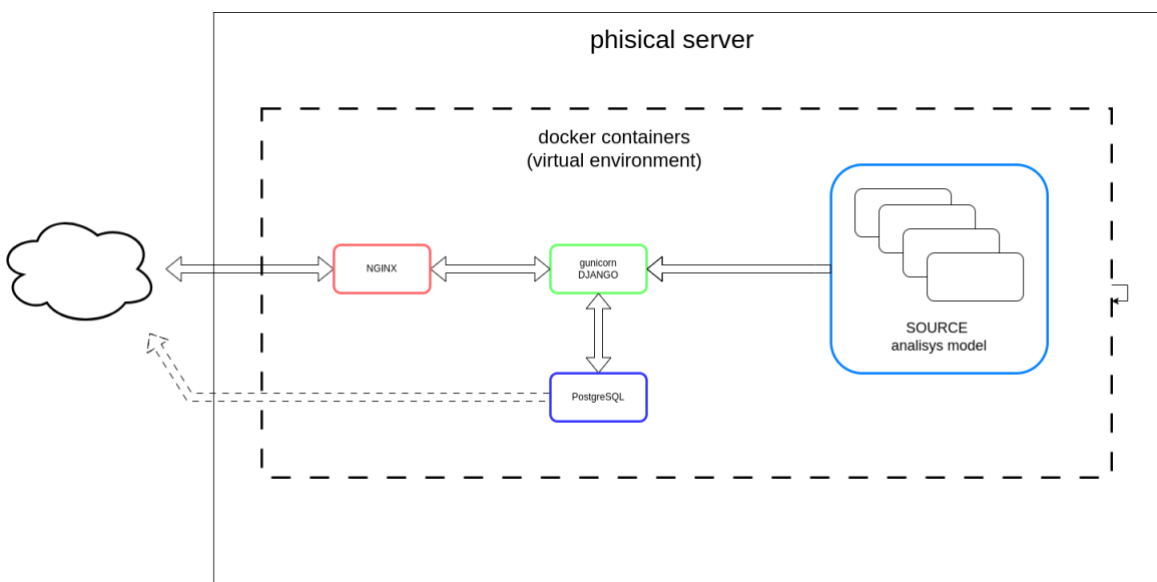 phisical server
docker containers
(virtual environment)
NGINX
gunicorn
DJANGO
SOURCE
analisys model
PostgreSQL